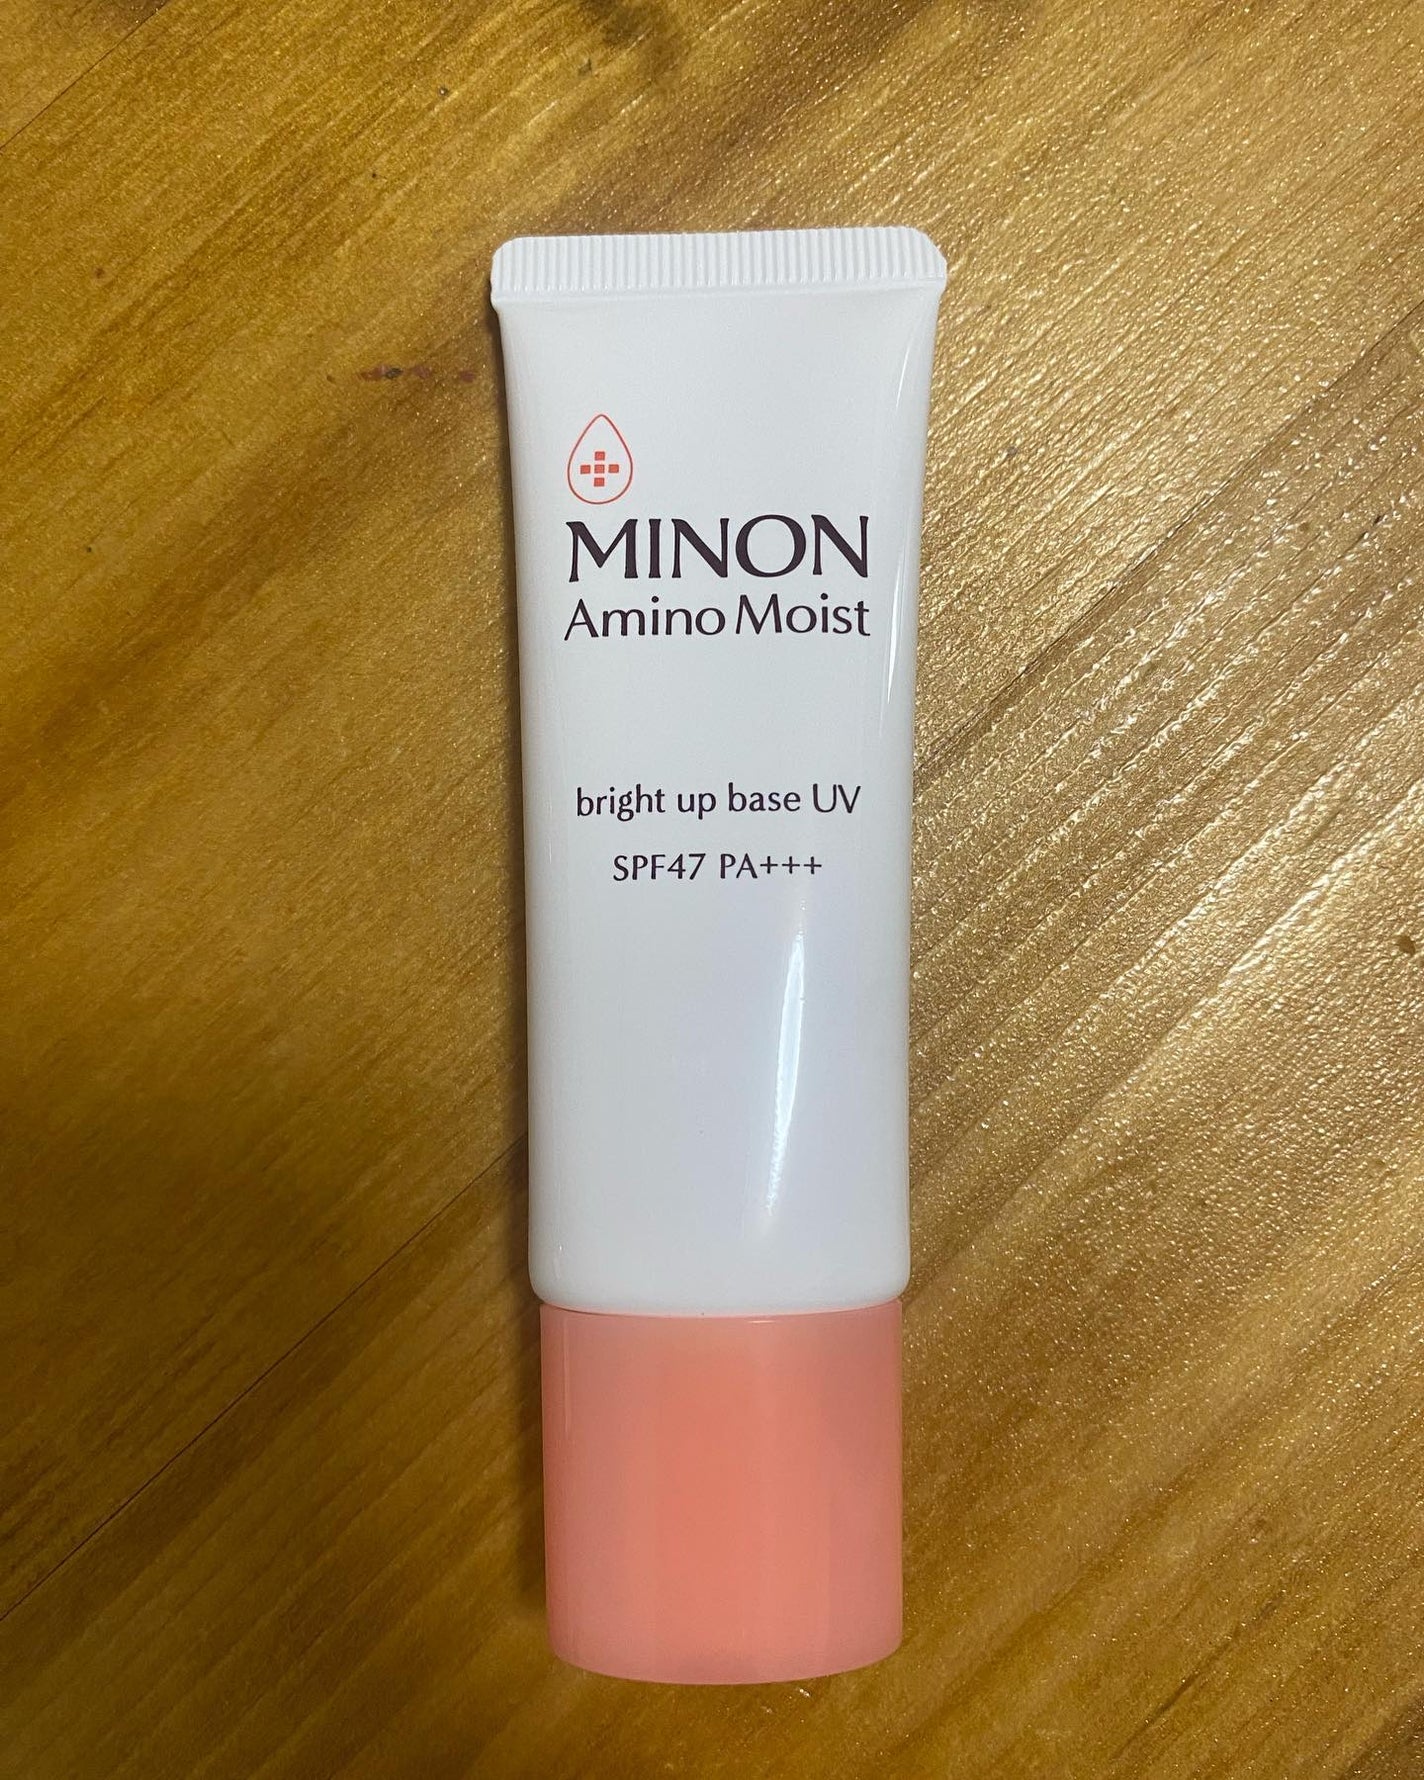 MINON
Amino Moist
bright up base UV
SPF47 PA+++